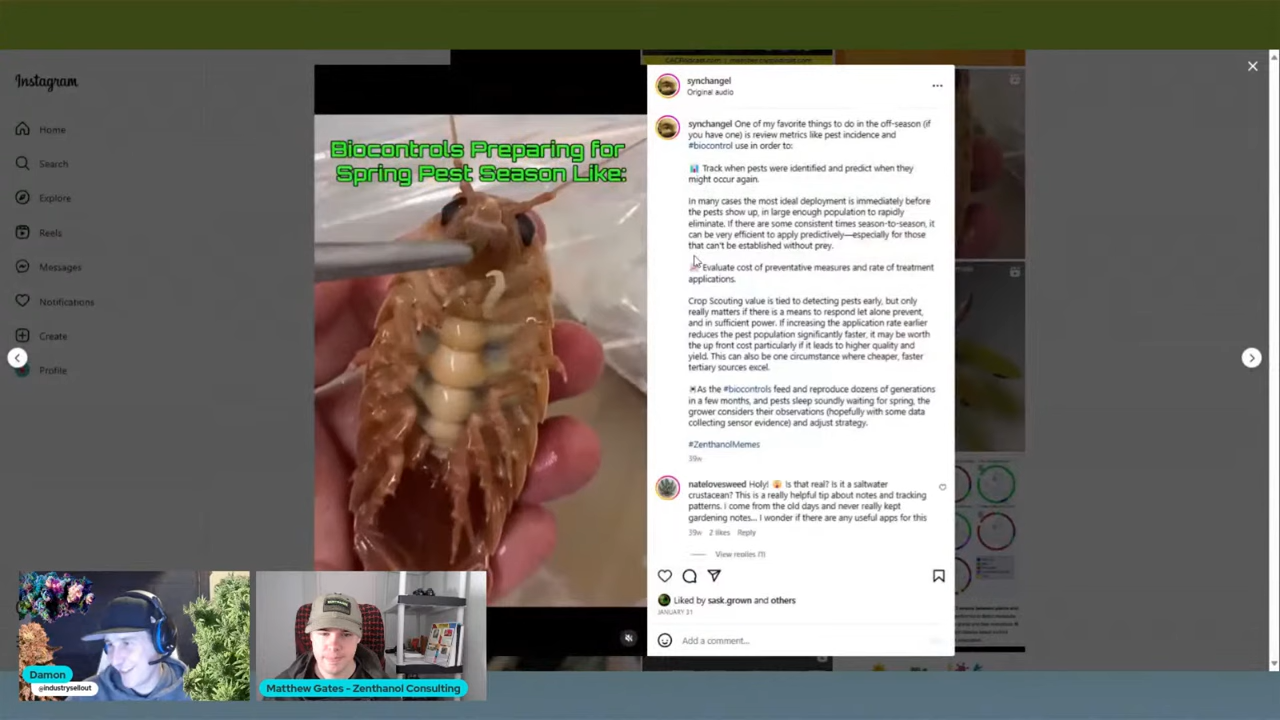 CACPodcast.com
Instagram
Home
Search
Explore
Reels
Messages
Notifications
Create
Profile
Biocontrols Preparing for
Spring Pest Season Like:
synchangel
Original audio
synchangel One of my favorite things to do in the off-season (if
you have one) is review metrics like pest incidence and
#biocontrol use in order to:
Track when pests were identified and predict when they
might occur again.
In many cases the most ideal deployment is immediately before
the pests show up, in large enough population to rapidly
eliminate. If there are some consistent times season-to-season, it
can be very efficient to apply predictively—especially for those
that can't be established without prey.
Evaluate cost of preventative measures and rate of treatment
applications.
Crop Scouting value is tied to detecting pests early, but only
really matters if there is a means to respond let alone prevent,
and in sufficient power. If increasing the application rate earlier
reduces the pest population significantly faster, it may be worth
the up front cost particularly if it leads to higher quality and
yield. This can also be one circumstance where cheaper, faster
tertiary sources excel.
As the #biocontrols feed and reproduce dozens of generations
in a few months, and pests sleep soundly waiting for spring, the
grower considers their observations (hopefully with some data
collecting sensor evidence) and adjust strategy.
#ZenthanolMemes
39w
natelovesweed Holy! 😱 Is that real? Is it a saltwater
crustacean? This is a really helpful tip about notes and tracking
patterns. I come from the old days and never really kept
gardening notes... I wonder if there are any useful apps for this
39w 2 likes Reply
View replies (1)
Liked by sask.grown and others
JANUARY 31
Add a comment...
Damon
@industrysellout
Matthew Gates - Zenthanol Consulting